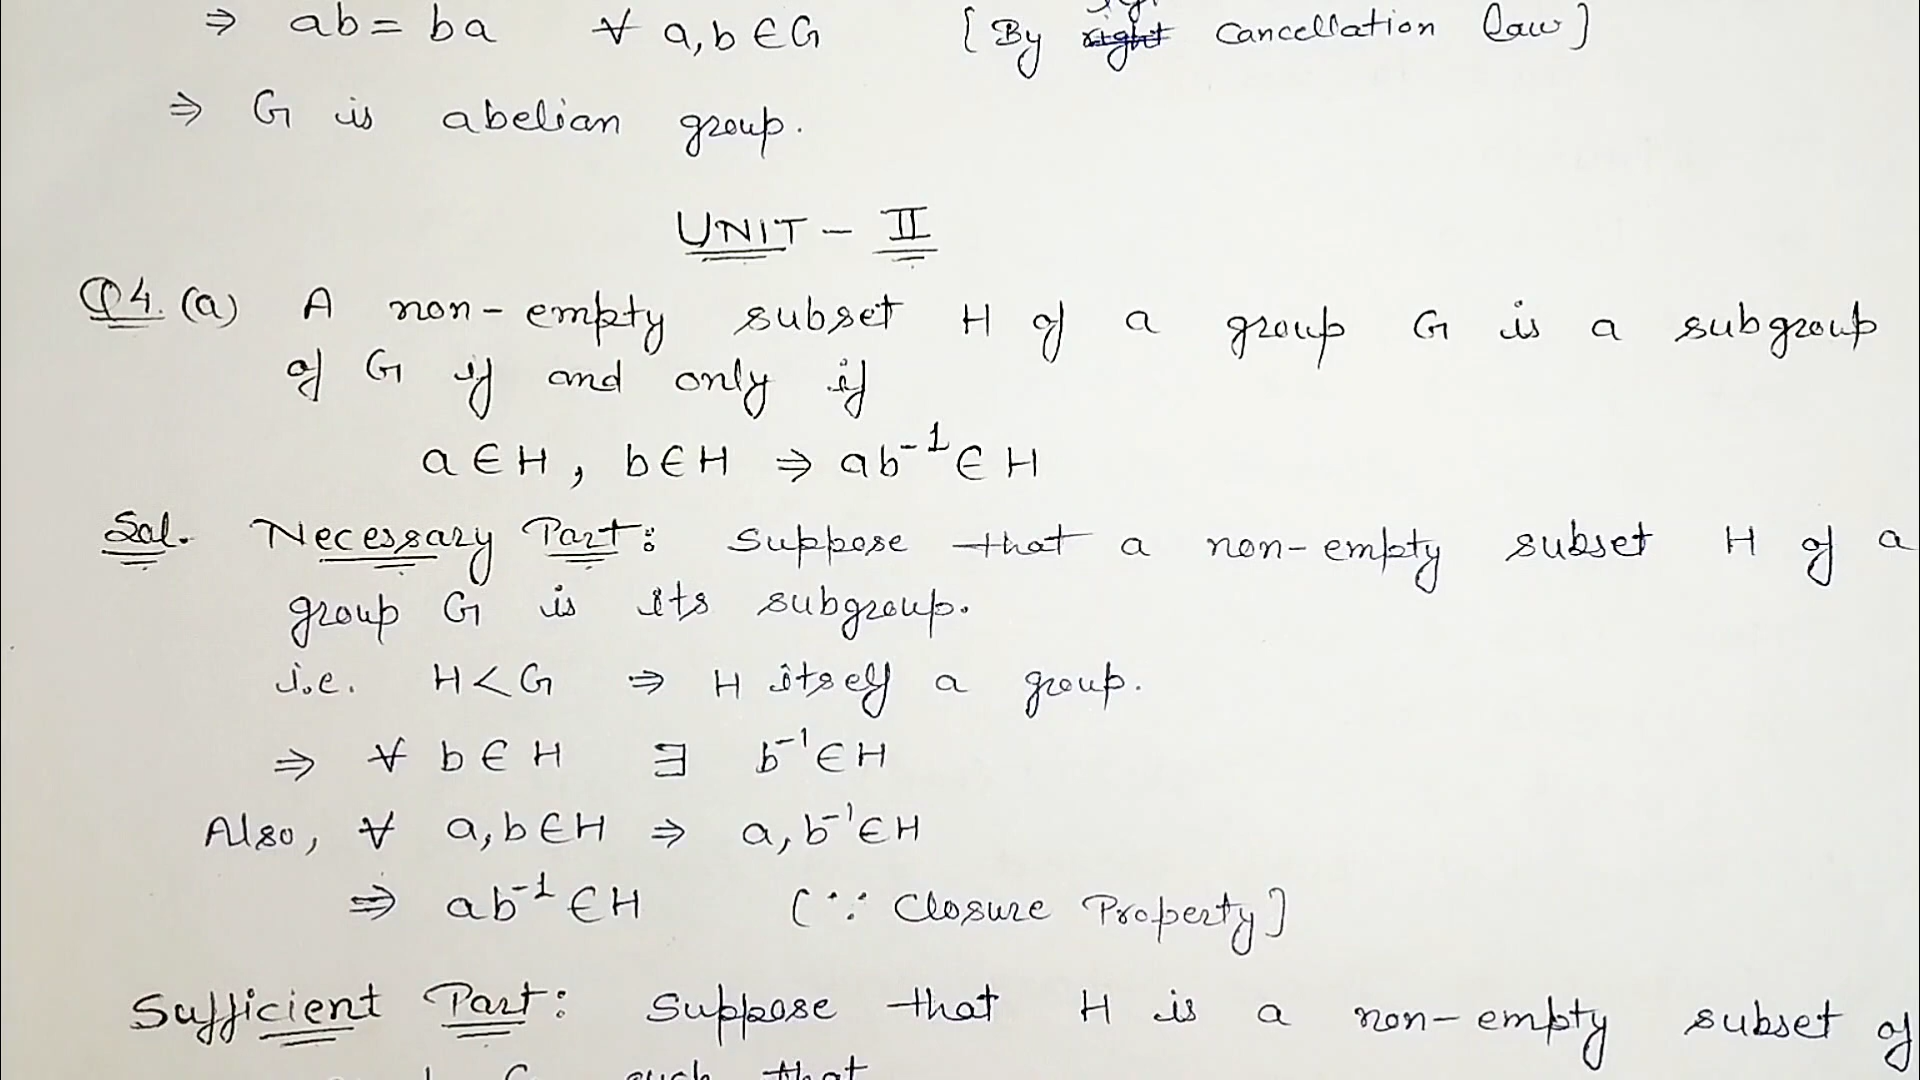 ⇒ ab = ba ∀ a, b ∈ G [By cancellation law]
⇒ G is abelian group.
UNIT - II
Q4. (a) A non-empty subset H of a group G is a subgroup
of G if and only if
a ∈ H, b ∈ H ⇒ ab⁻¹ ∈ H
Sol. Necessary Part: Suppose that a non-empty subset H of a
group G is its subgroup.
i.e. H < G ⇒ H itself a group.
⇒ ∀ b ∈ H ∃ b⁻¹ ∈ H
Also, ∀ a, b ∈ H ⇒ a, b⁻¹ ∈ H
⇒ ab⁻¹ ∈ H (∵ Closure Property]
Sufficient Part: Suppose that H is a non-empty subset of
such that